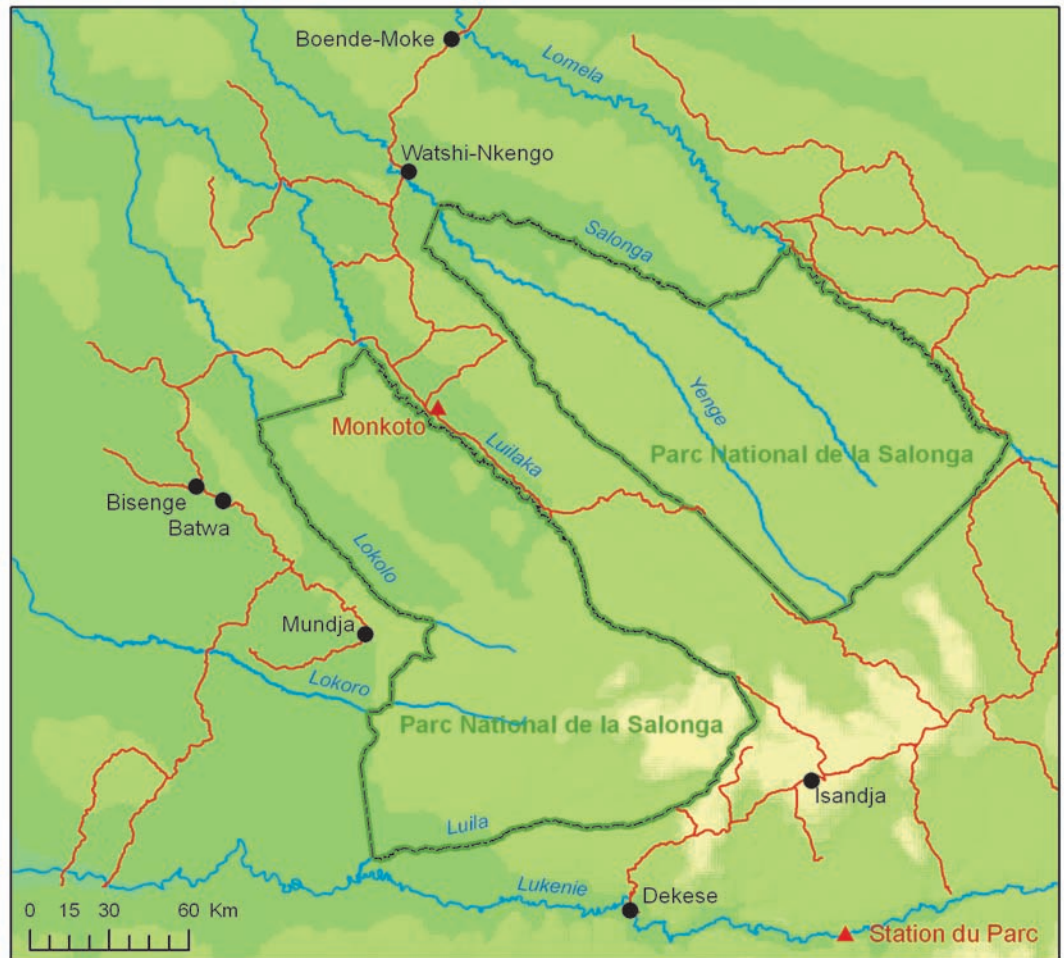 Boende-Moke
Lomela
Watshi-Nkengo
Salonga
Yenge
Monkoto
Luilaka
Parc National de la Salonga
Bisenge
Batwa
Lokolo
Mundja
Lokoro
Parc National de la Salonga
Isandja
Luila
Lukenie
Dekese
0 15 30 60 Km
Station du Parc